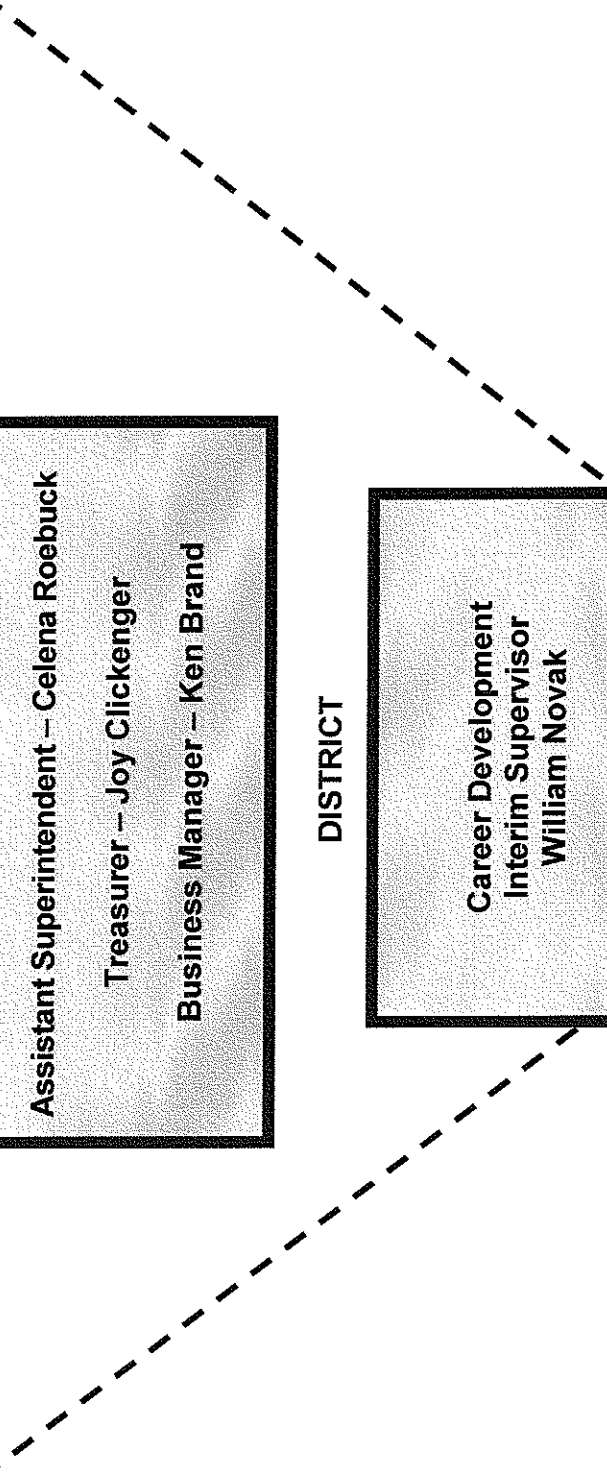 Assistant Superintendent – Celena Roebuck
Treasurer – Joy Clickenger
Business Manager – Ken Brand
DISTRICT
Career Development
Interim Supervisor
William Novak